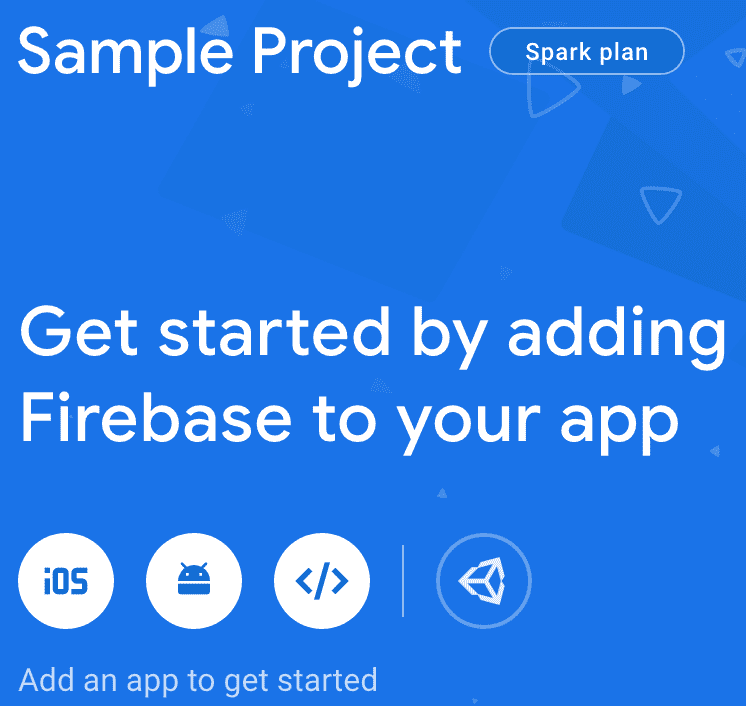 Sample Project Spark plan
Get started by adding
Firebase to your app
iOS </>
Add an app to get started